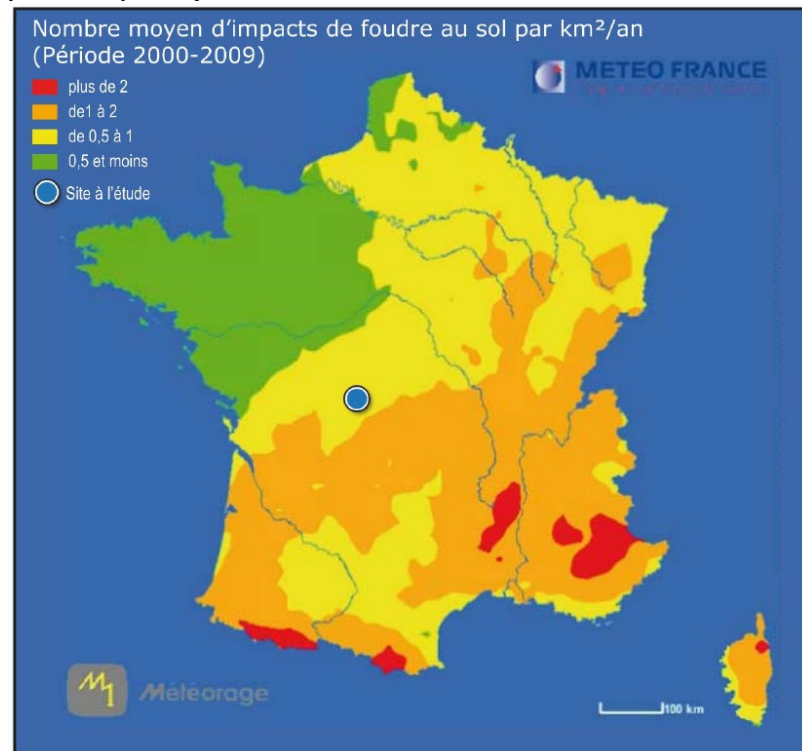 Nombre moyen d'impacts de foudre au sol par km²/an
(Période 2000-2009)
METEO FRANCE
plus de 2
de1 à 2
de 0,5 à 1
0,5 et moins
Site à l'étude
Météorage
100 km